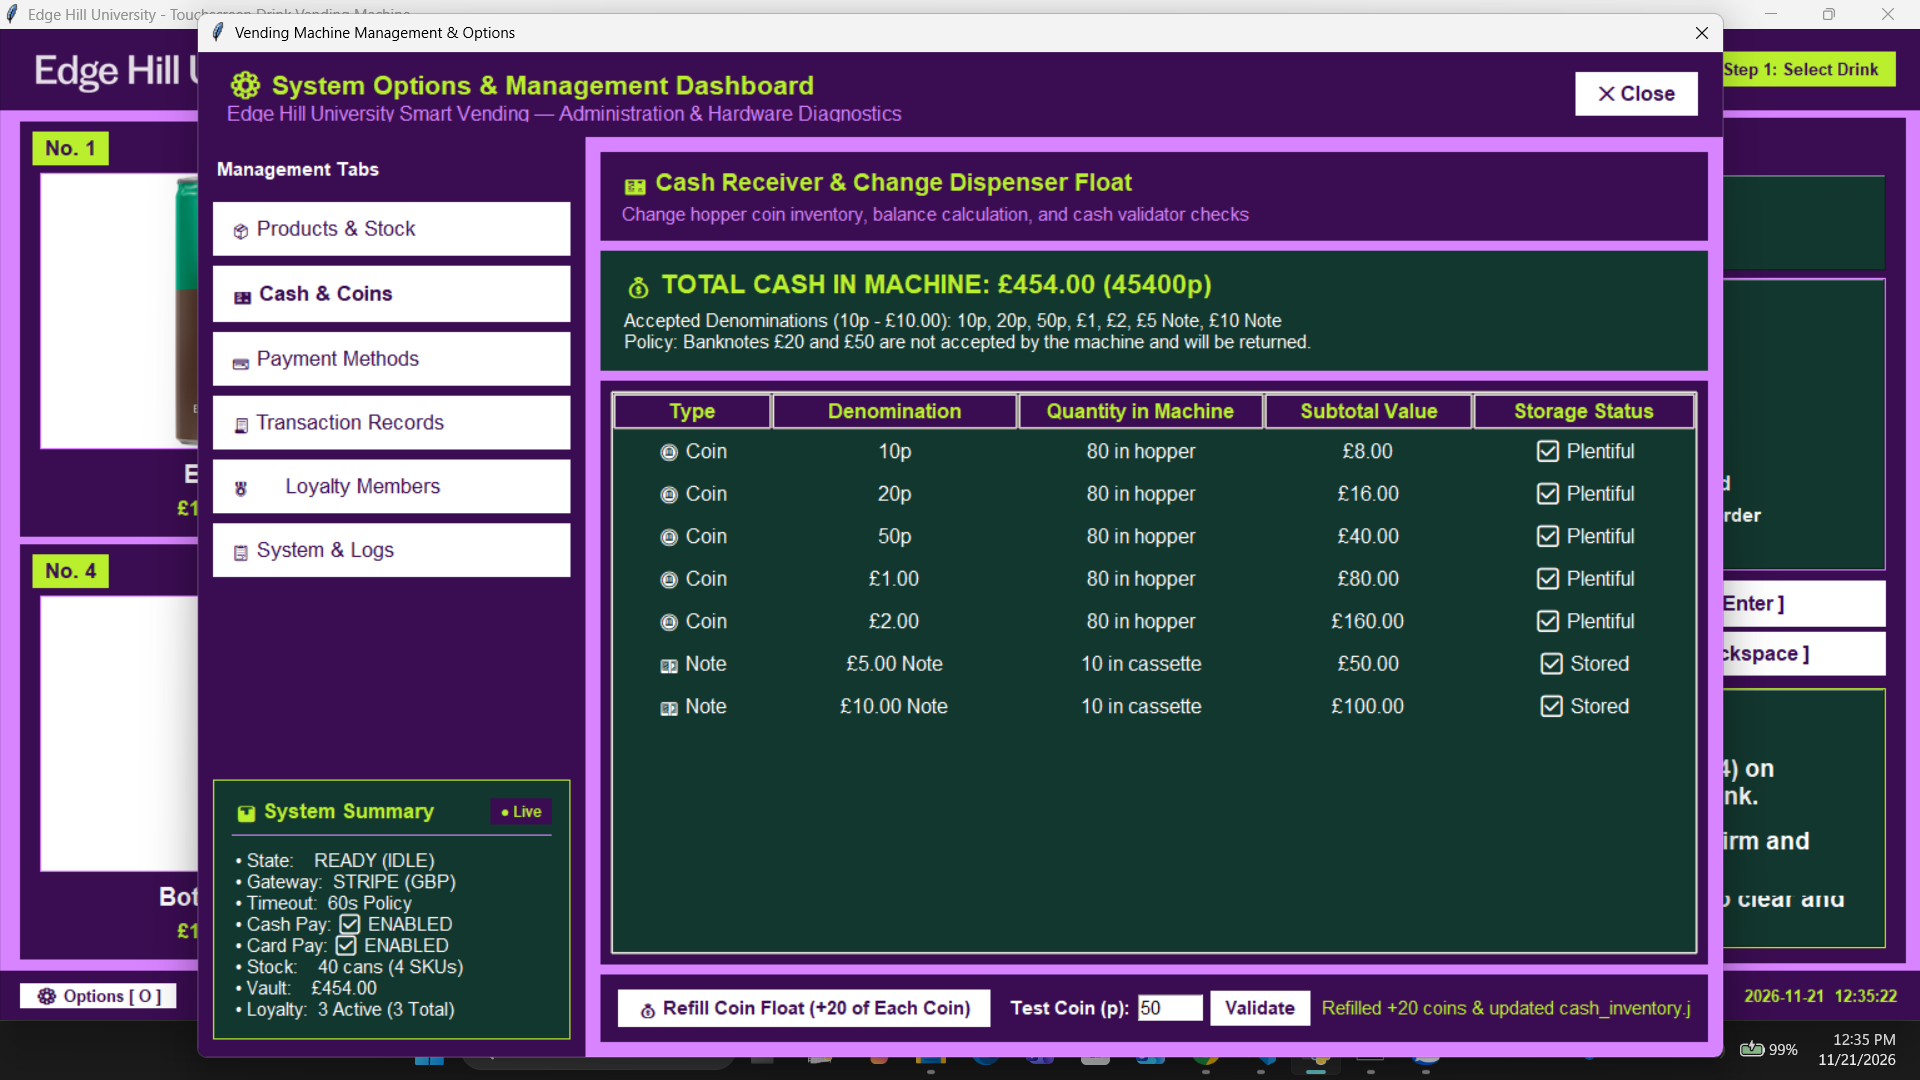 Edge Hill University - Touchscreen Drink Vending Machine
Vending Machine Management & Options
Edge Hill
Step 1: Select Drink
System Options & Management Dashboard
Edge Hill University Smart Vending — Administration & Hardware Diagnostics
Close
No. 1
£1
No. 4
Bot
£1
Options [ O ]
Management Tabs
Products & Stock
Cash & Coins
Payment Methods
Transaction Records
Loyalty Members
System & Logs
System Summary
• Live
• State: READY (IDLE)
• Gateway: STRIPE (GBP)
• Timeout: 60s Policy
• Cash Pay: ENABLED
• Card Pay: ENABLED
• Stock: 40 cans (4 SKUs)
• Vault: £454.00
• Loyalty: 3 Active (3 Total)
Cash Receiver & Change Dispenser Float
Change hopper coin inventory, balance calculation, and cash validator checks
TOTAL CASH IN MACHINE: £454.00 (45400p)
Accepted Denominations (10p - £10.00): 10p, 20p, 50p, £1, £2, £5 Note, £10 Note
Policy: Banknotes £20 and £50 are not accepted by the machine and will be returned.
Type Denomination Quantity in Machine Subtotal Value Storage Status
Coin 10p 80 in hopper £8.00 Plentiful
Coin 20p 80 in hopper £16.00 Plentiful
Coin 50p 80 in hopper £40.00 Plentiful
Coin £1.00 80 in hopper £80.00 Plentiful
Coin £2.00 80 in hopper £160.00 Plentiful
Note £5.00 Note 10 in cassette £50.00 Stored
Note £10.00 Note 10 in cassette £100.00 Stored
Refill Coin Float (+20 of Each Coin) Test Coin (p): 50 Validate Refilled +20 coins & updated cash_inventory.j
rder
Enter ]
ckspace ]
4) on
nk.
irm and
clear and
2026-11-21 12:35:22
99%
12:35 PM
11/21/2026